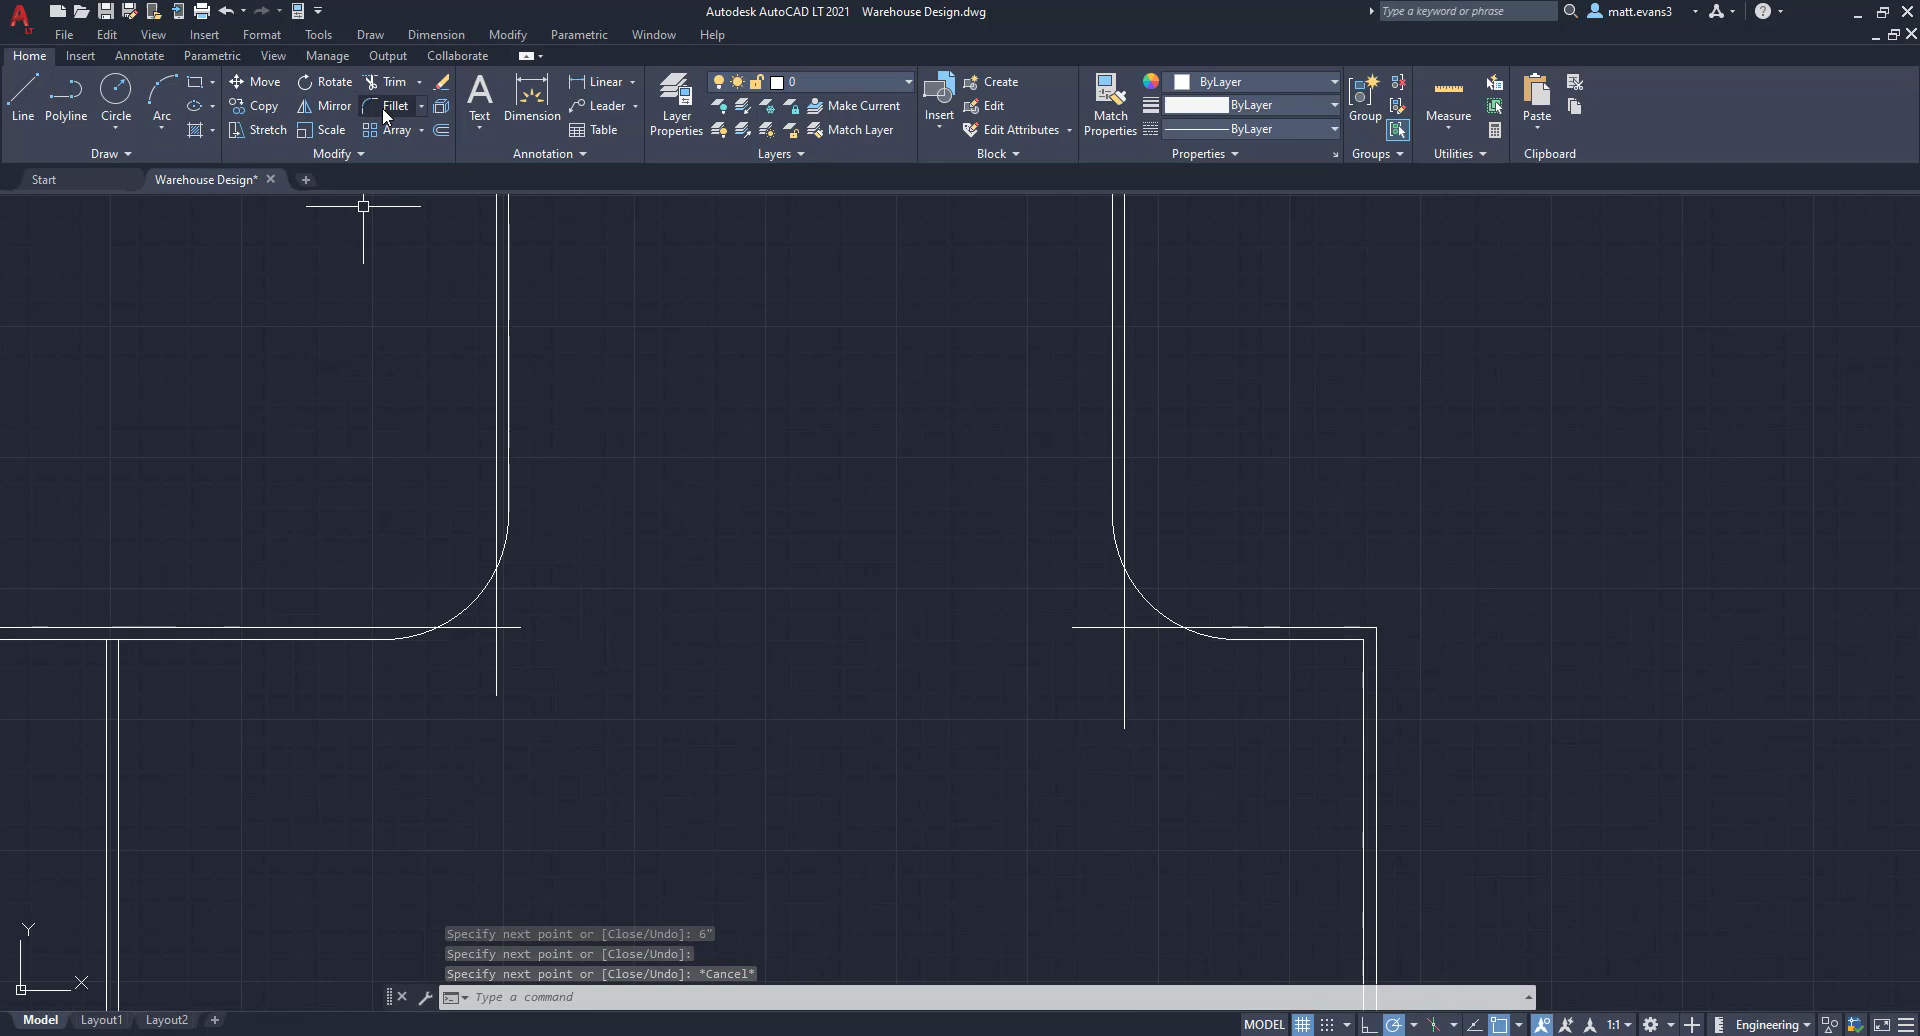 Autodesk AutoCAD LT 2021 Warehouse Design.dwg
Type a keyword or phrase
matt.evans3
File Edit View Insert Format Tools Draw Dimension Modify Parametric Window Help
Home Insert Annotate Parametric View Manage Output Collaborate
Line Polyline Circle Arc
Draw
Move Rotate Trim
Copy Mirror Fillet
Stretch Scale Array
Modify
Text Dimension
Linear
Leader
Table
Annotation
Layer Properties
0
Make Current
Match Layer
Layers
Insert
Create
Edit
Edit Attributes
Block
Match Properties
ByLayer
ByLayer
ByLayer
Properties
Group
Groups
Measure
Utilities
Paste
Clipboard
Start Warehouse Design*
Y
X
Specify next point or [Close/Undo]: 6"
Specify next point or [Close/Undo]:
Specify next point or [Close/Undo]: *Cancel*
Type a command
Model Layout1 Layout2 +
MODEL 1:1 Engineering